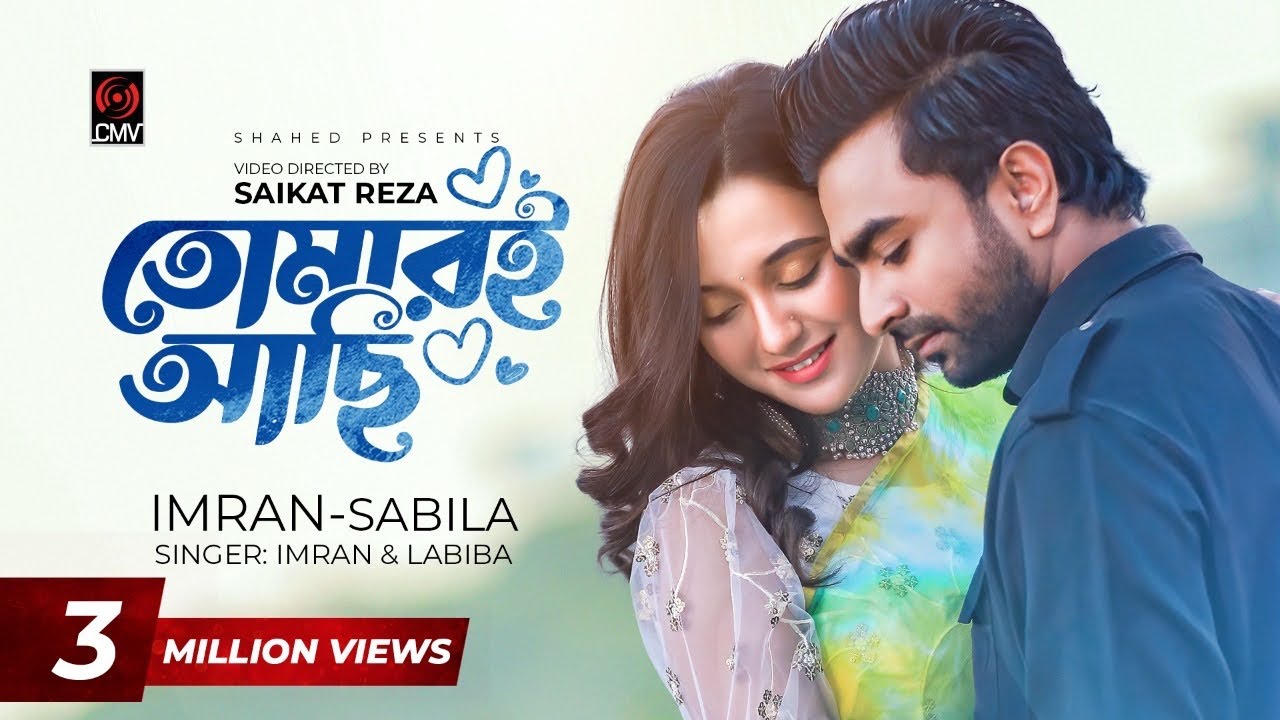 CMV
SHAHED PRESENTS
VIDEO DIRECTED BY
SAIKAT REZA
তোমারই
আছি
IMRAN-SABILA
SINGER: IMRAN & LABIBA
3
MILLION VIEWS